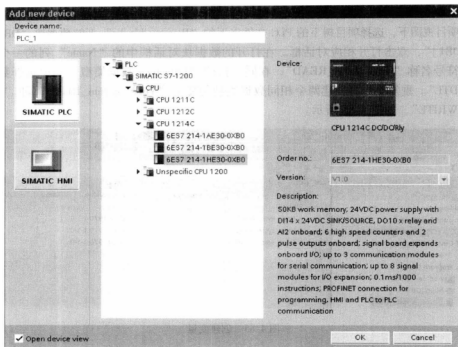 Add new device
Device name:
PLC_1
SIMATIC PLC
SIMATIC HMI
PLC
SIMATIC S7-1200
CPU
CPU 1211C
CPU 1212C
CPU 1214C
6ES7 214-1AE30-0XB0
6ES7 214-1BE30-0XB0
6ES7 214-1HE30-0XB0
Unspecific CPU 1200
Device:
CPU 1214C DC/DC/Rly
Order no.: 6ES7 214-1HE30-0XB0
Version: V1.0
Description:
50KB work memory; 24VDC power supply with
DI14 x 24VDC SINK/SOURCE, DO10 x relay and
AI2 onboard; 6 high speed counters and 2
pulse outputs onboard; signal board expands
onboard I/O; up to 3 communication modules
for serial communication; up to 8 signal
modules for I/O expansion; 0.1ms/1000
instructions; PROFINET connection for
programming, HMI and PLC to PLC
communication
Open device view
OK
Cancel